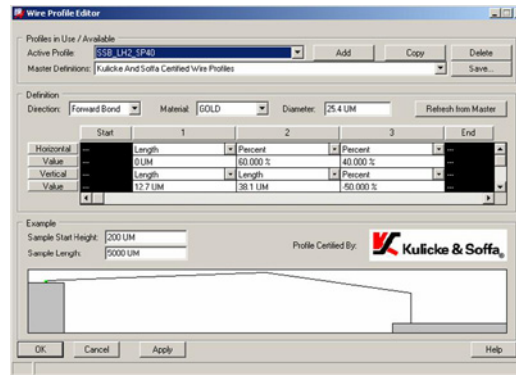 Wire Profile Editor
Profiles in Use / Available
Active Profile: SSB_LH2_SP40 Add Copy Delete
Master Definitions: Kulicke And Soffa Certified Wire Profiles Save...
Definition
Direction: Forward Bond Material: GOLD Diameter: 25.4 UM Refresh from Master
Start 1 2 3 End
Horizontal --- Length Percent Percent ---
Value --- 0 UM 60.000 % 40.000 % ---
Vertical --- Length Length Percent ---
Value --- 12.7 UM 38.1 UM -50.000 % ---
Example
Sample Start Height: 200 UM
Sample Length: 5000 UM
Profile Certified By: Kulicke & Soffa®
OK Cancel Apply Help